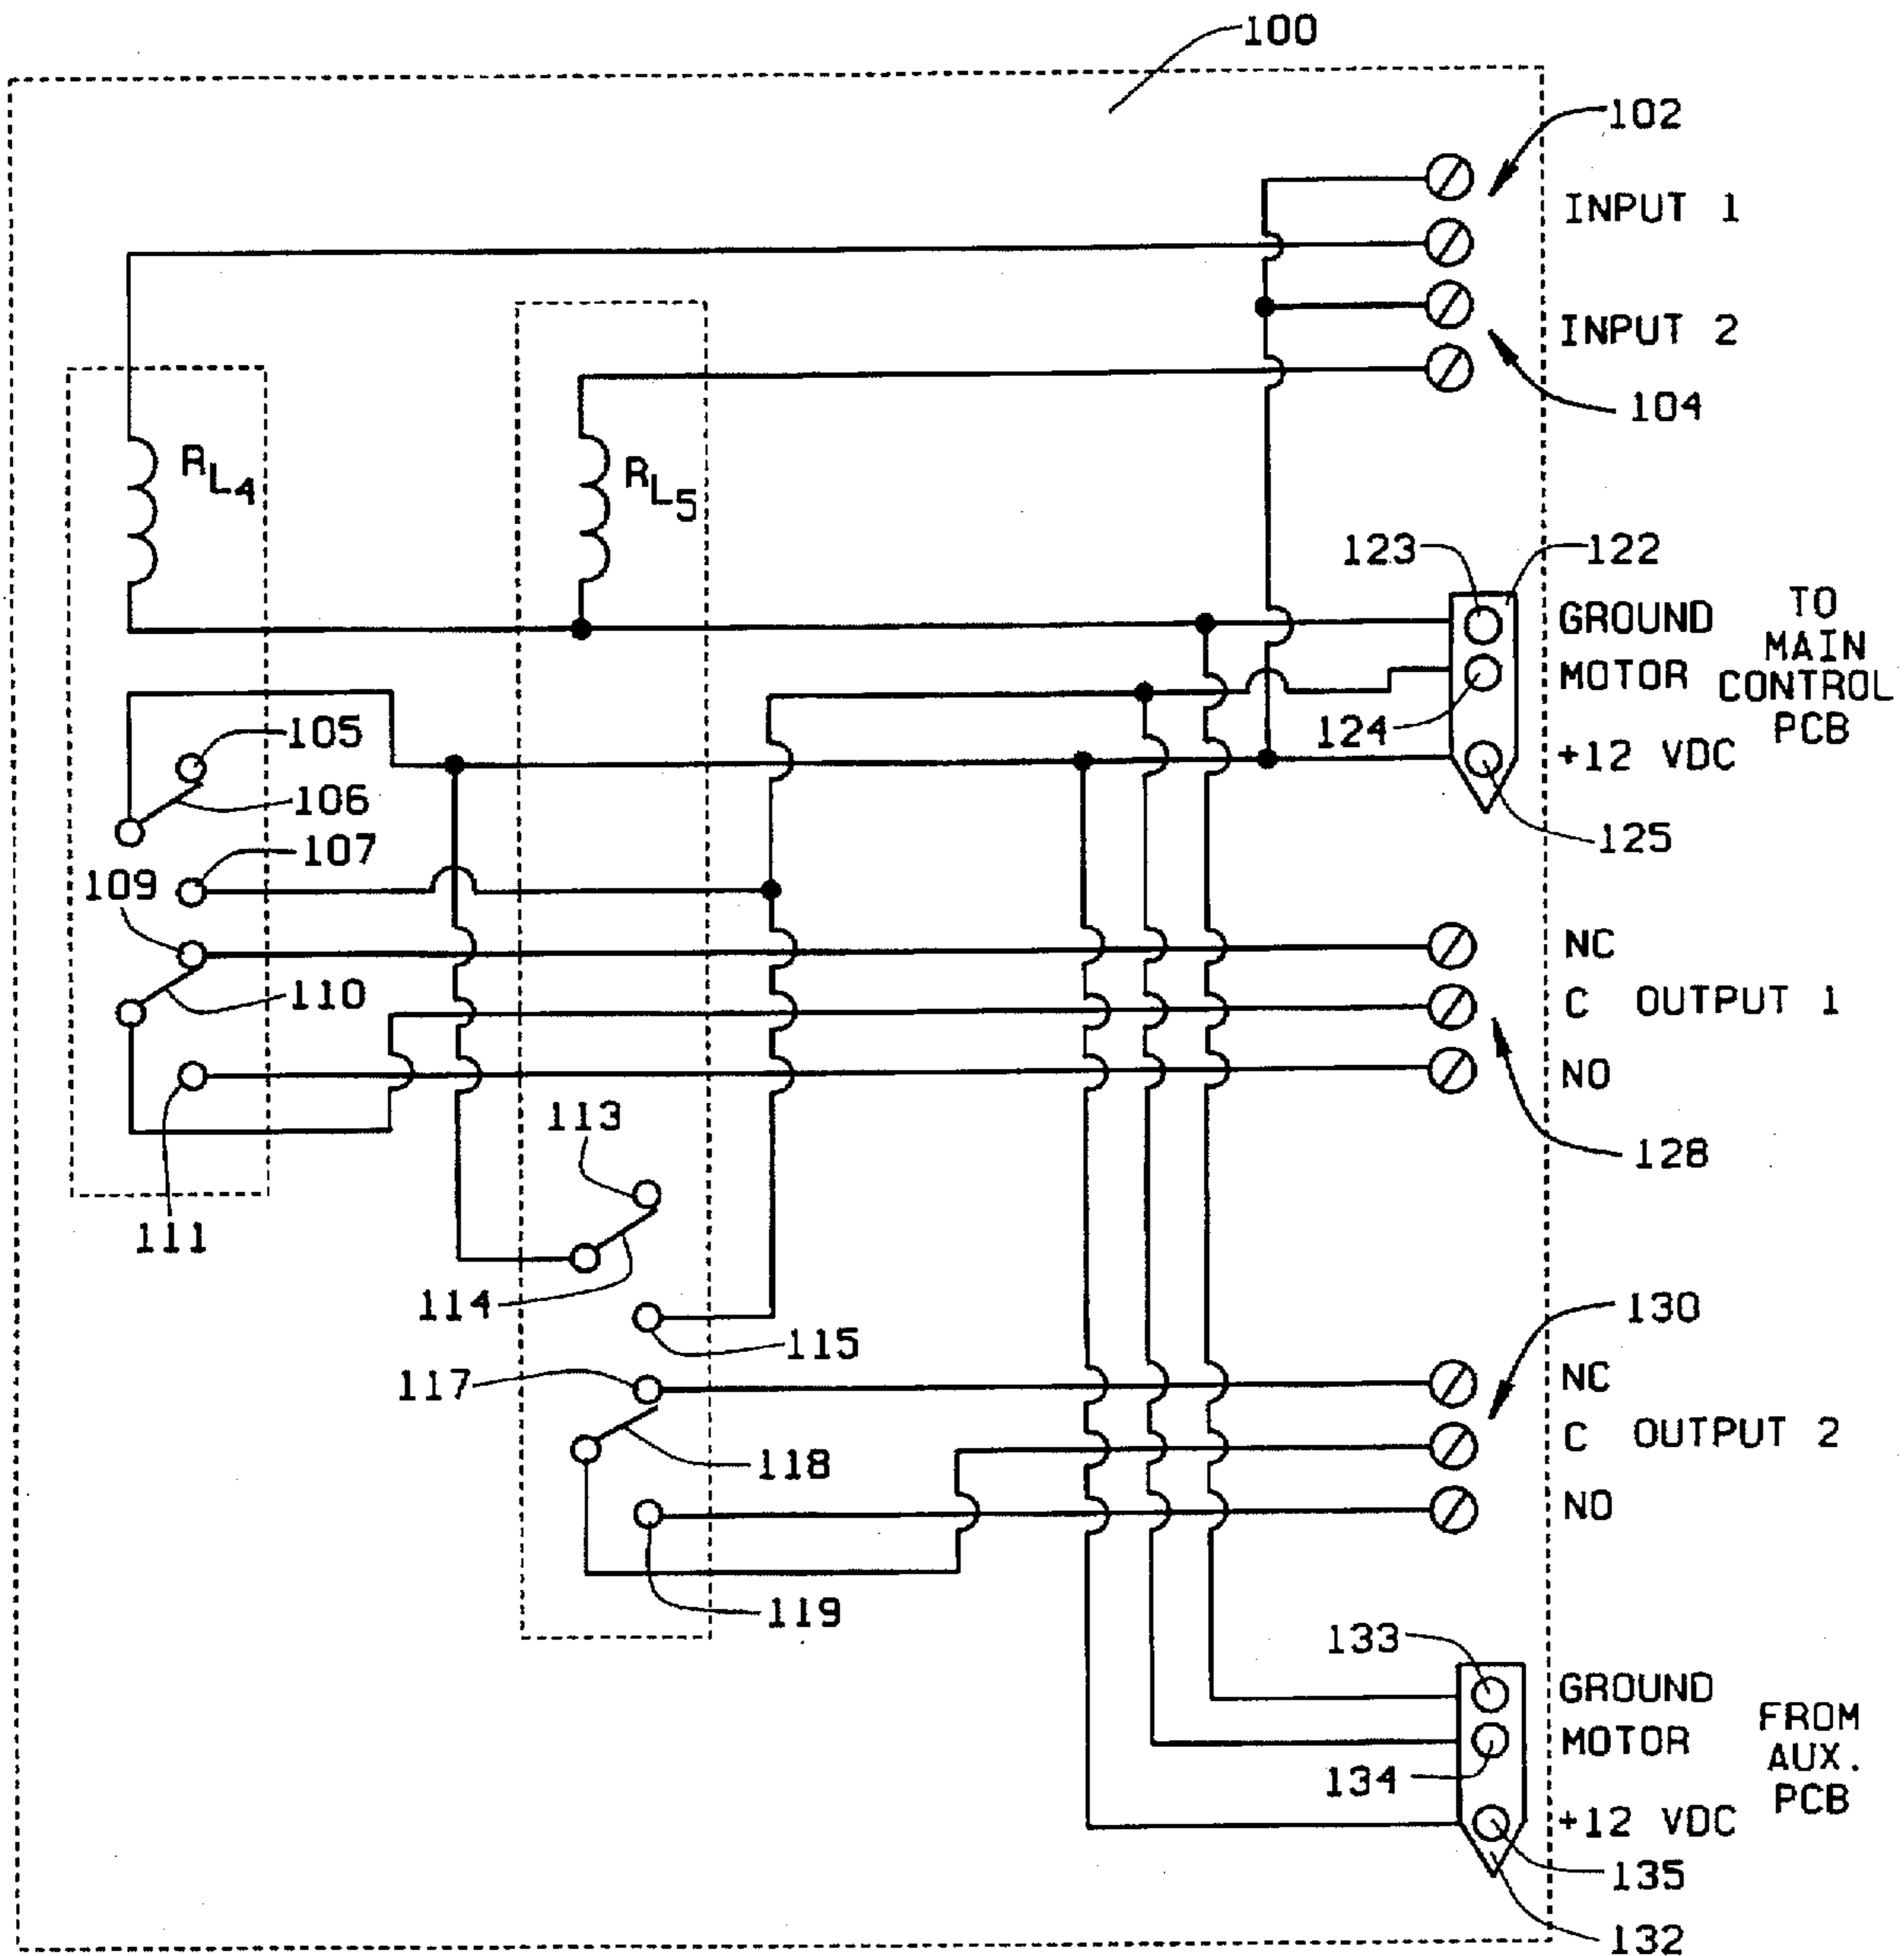 100
102
INPUT 1
INPUT 2
104
RL4
RL5
123
122
GROUND
MOTOR
124
+12 VDC
125
TO
MAIN
CONTROL
PCB
105
106
107
109
110
111
NC
C OUTPUT 1
NO
128
113
114
115
117
118
119
130
NC
C OUTPUT 2
NO
133
GROUND
MOTOR
134
+12 VDC
135
132
FROM
AUX.
PCB